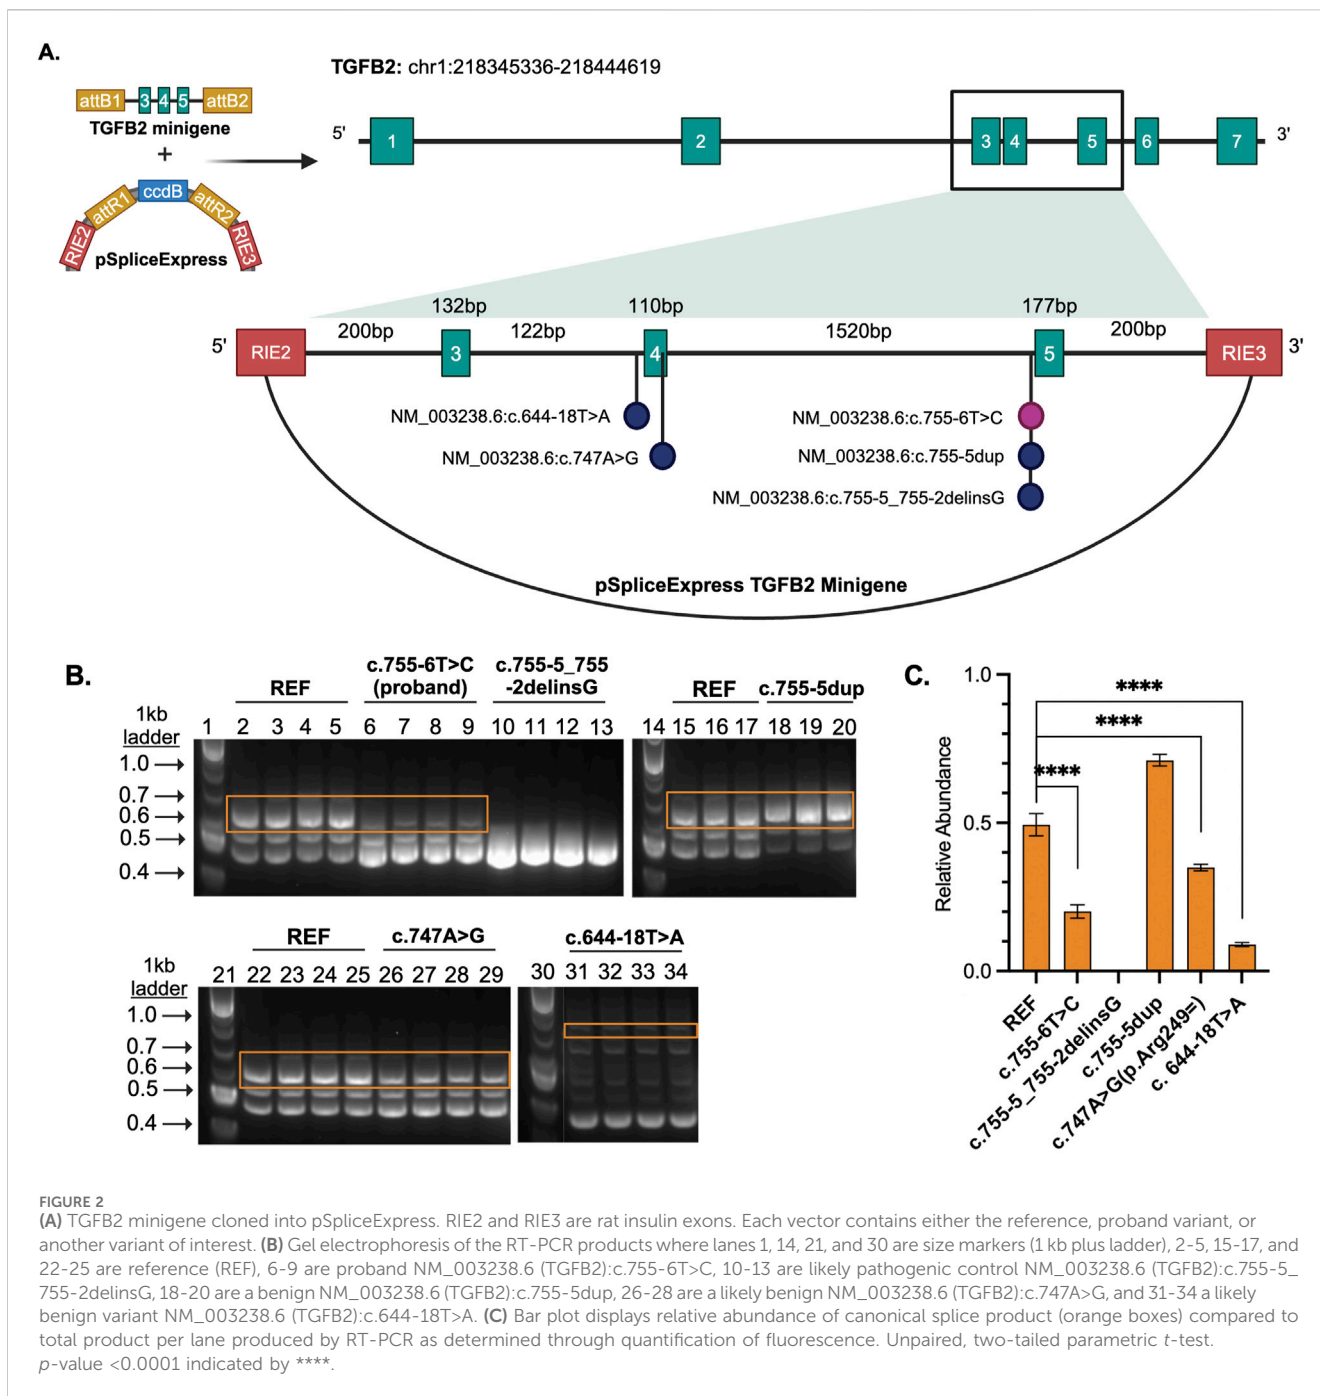 A.
TGFB2: chr1:218345336-218444619
attB1 3 4 5 attB2
TGFB2 minigene
+
RIE2 attR1 ccdB attR2 RIE3
pSpliceExpress
5' 1 2 3 4 5 6 7 3'
132bp 110bp 177bp
200bp 122bp 1520bp 200bp
5' RIE2 3 4 5 RIE3 3'
NM_003238.6:c.644-18T>A
NM_003238.6:c.747A>G
NM_003238.6:c.755-6T>C
NM_003238.6:c.755-5dup
NM_003238.6:c.755-5_755-2delinsG
pSpliceExpress TGFB2 Minigene
B.
1kb
ladder
REF
c.755-6T>C
(proband)
c.755-5_755
-2delinsG
REF
c.755-5dup
1 2 3 4 5 6 7 8 9 10 11 12 13
14 15 16 17 18 19 20
1.0
0.7
0.6
0.5
0.4
1kb
ladder
REF
c.747A>G
c.644-18T>A
21 22 23 24 25 26 27 28 29
30 31 32 33 34
1.0
0.7
0.6
0.5
0.4
C.
Relative Abundance
1.0
0.5
0.0
****
****
****
REF
c.755-6T>C
c.755-5_755-2delinsG
c.755-5dup
c.747A>G(p.Arg249=)
c. 644-18T>A
FIGURE 2
(A) TGFB2 minigene cloned into pSpliceExpress. RIE2 and RIE3 are rat insulin exons. Each vector contains either the reference, proband variant, or
another variant of interest. (B) Gel electrophoresis of the RT-PCR products where lanes 1, 14, 21, and 30 are size markers (1 kb plus ladder), 2-5, 15-17, and
22-25 are reference (REF), 6-9 are proband NM_003238.6 (TGFB2):c.755-6T>C, 10-13 are likely pathogenic control NM_003238.6 (TGFB2):c.755-5_
755-2delinsG, 18-20 are a benign NM_003238.6 (TGFB2):c.755-5dup, 26-28 are a likely benign NM_003238.6 (TGFB2):c.747A>G, and 31-34 a likely
benign variant NM_003238.6 (TGFB2):c.644-18T>A. (C) Bar plot displays relative abundance of canonical splice product (orange boxes) compared to
total product per lane produced by RT-PCR as determined through quantification of fluorescence. Unpaired, two-tailed parametric t-test.
p-value <0.0001 indicated by ****.